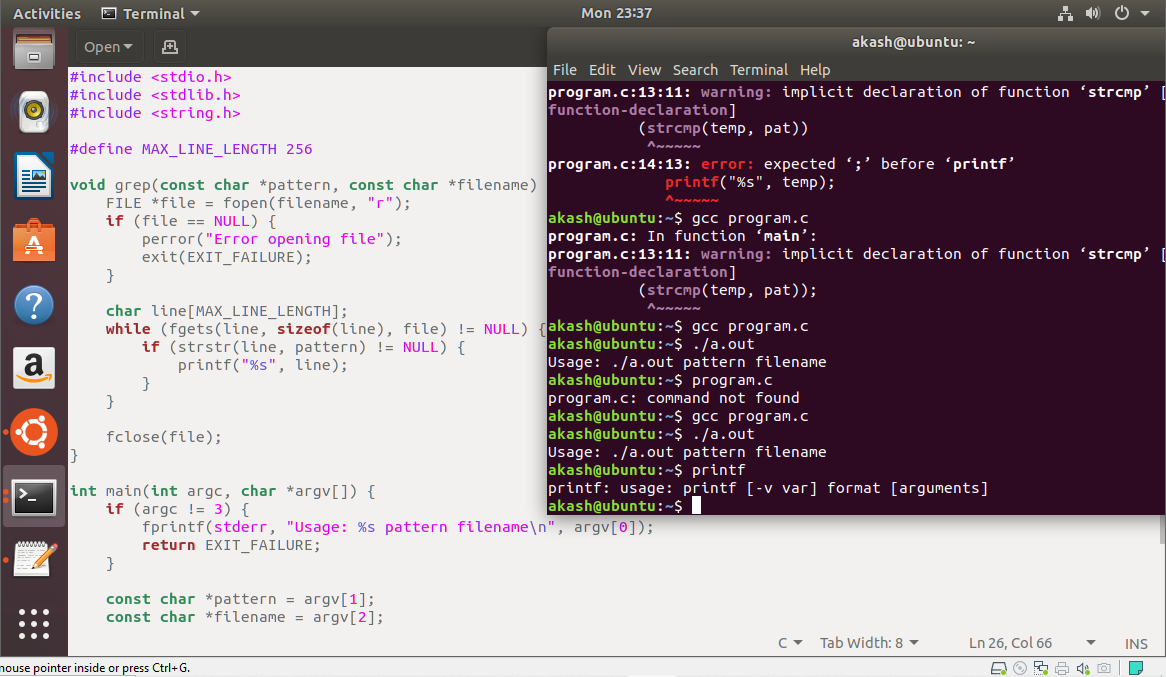 Activities
Terminal
Mon 23:37
Open
#include <stdio.h>
#include <stdlib.h>
#include <string.h>
#define MAX_LINE_LENGTH 256
void grep(const char *pattern, const char *filename)
FILE *file = fopen(filename, "r");
if (file == NULL) {
perror("Error opening file");
exit(EXIT_FAILURE);
}
char line[MAX_LINE_LENGTH];
while (fgets(line, sizeof(line), file) != NULL) {
if (strstr(line, pattern) != NULL) {
printf("%s", line);
}
}
fclose(file);
}
int main(int argc, char *argv[]) {
if (argc != 3) {
fprintf(stderr, "Usage: %s pattern filename\n", argv[0]);
return EXIT_FAILURE;
}
const char *pattern = argv[1];
const char *filename = argv[2];
C
Tab Width: 8
Ln 26, Col 66
INS
akash@ubuntu: ~
File Edit View Search Terminal Help
program.c:13:11: warning: implicit declaration of function ‘strcmp’ [
function-declaration]
(strcmp(temp, pat))
^~~~~~
program.c:14:13: error: expected ‘;’ before ‘printf’
printf("%s", temp);
^~~~~~
akash@ubuntu:~$ gcc program.c
program.c: In function ‘main’:
program.c:13:11: warning: implicit declaration of function ‘strcmp’ [
function-declaration]
(strcmp(temp, pat));
^~~~~~
akash@ubuntu:~$ gcc program.c
akash@ubuntu:~$ ./a.out
Usage: ./a.out pattern filename
akash@ubuntu:~$ program.c
program.c: command not found
akash@ubuntu:~$ gcc program.c
akash@ubuntu:~$ ./a.out
Usage: ./a.out pattern filename
akash@ubuntu:~$ printf
printf: usage: printf [-v var] format [arguments]
akash@ubuntu:~$
mouse pointer inside or press Ctrl+G.